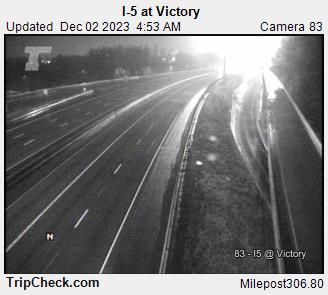 I-5 at Victory
Updated Dec 02 2023 4:53 AM Camera 83
T
N
83 - I5 @ Victory
TripCheck.com Milepost306.80